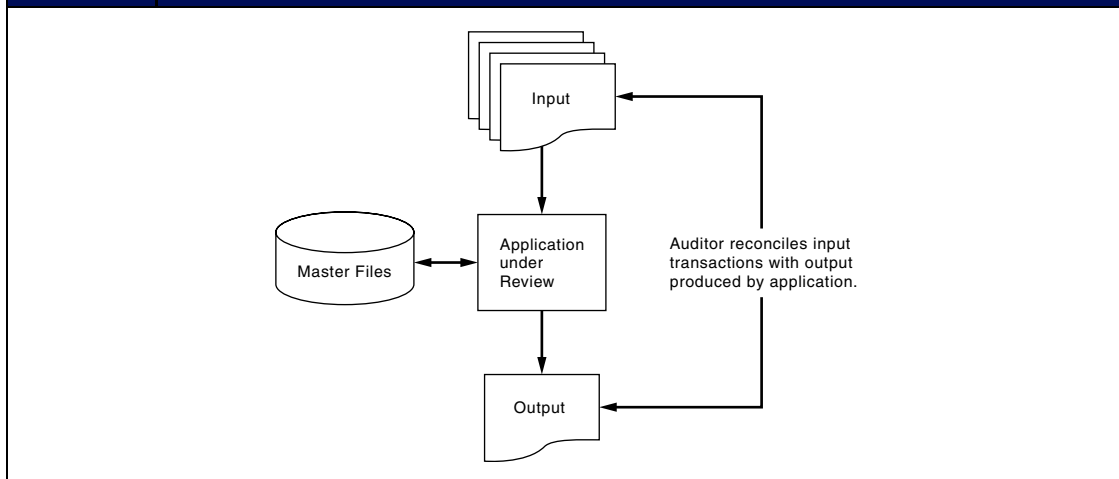 Input
Application
under
Review
Master Files
Auditor reconciles input
transactions with output
produced by application.
Output